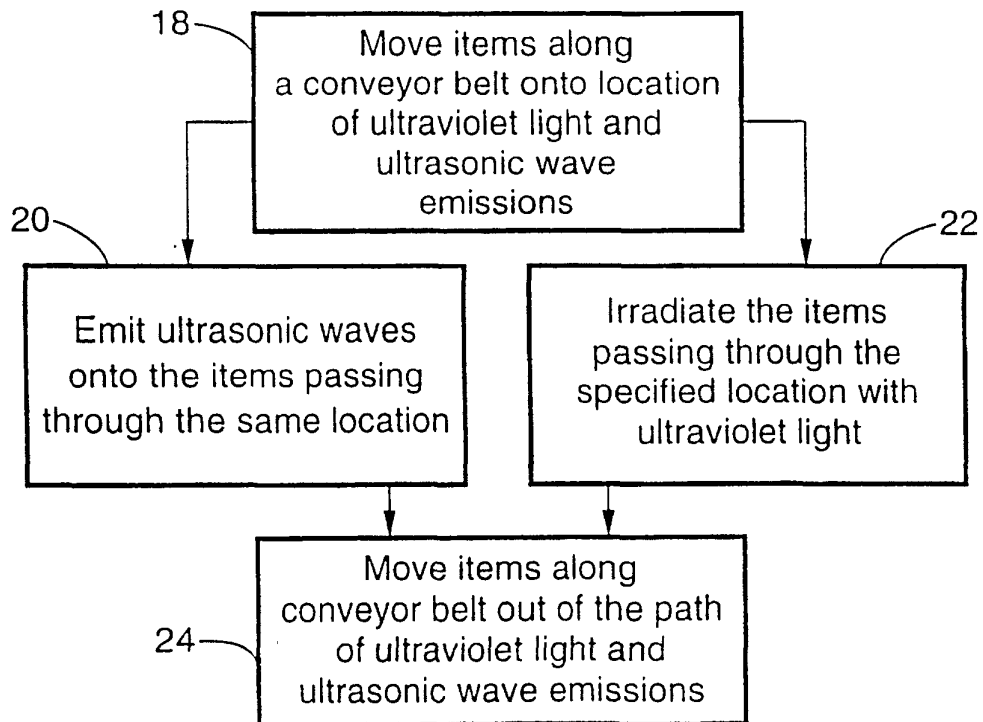 18
Move items along
a conveyor belt onto location
of ultraviolet light and
ultrasonic wave
emissions
20
Emit ultrasonic waves
onto the items passing
through the same location
22
Irradiate the items
passing through the
specified location with
ultraviolet light
24
Move items along
conveyor belt out of the path
of ultraviolet light and
ultrasonic wave emissions